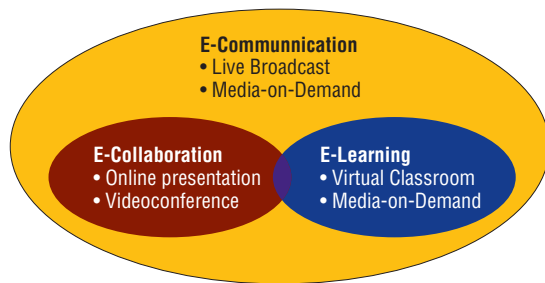 E-Communnication
• Live Broadcast
• Media-on-Demand
E-Collaboration
• Online presentation
• Videoconference
E-Learning
• Virtual Classroom
• Media-on-Demand